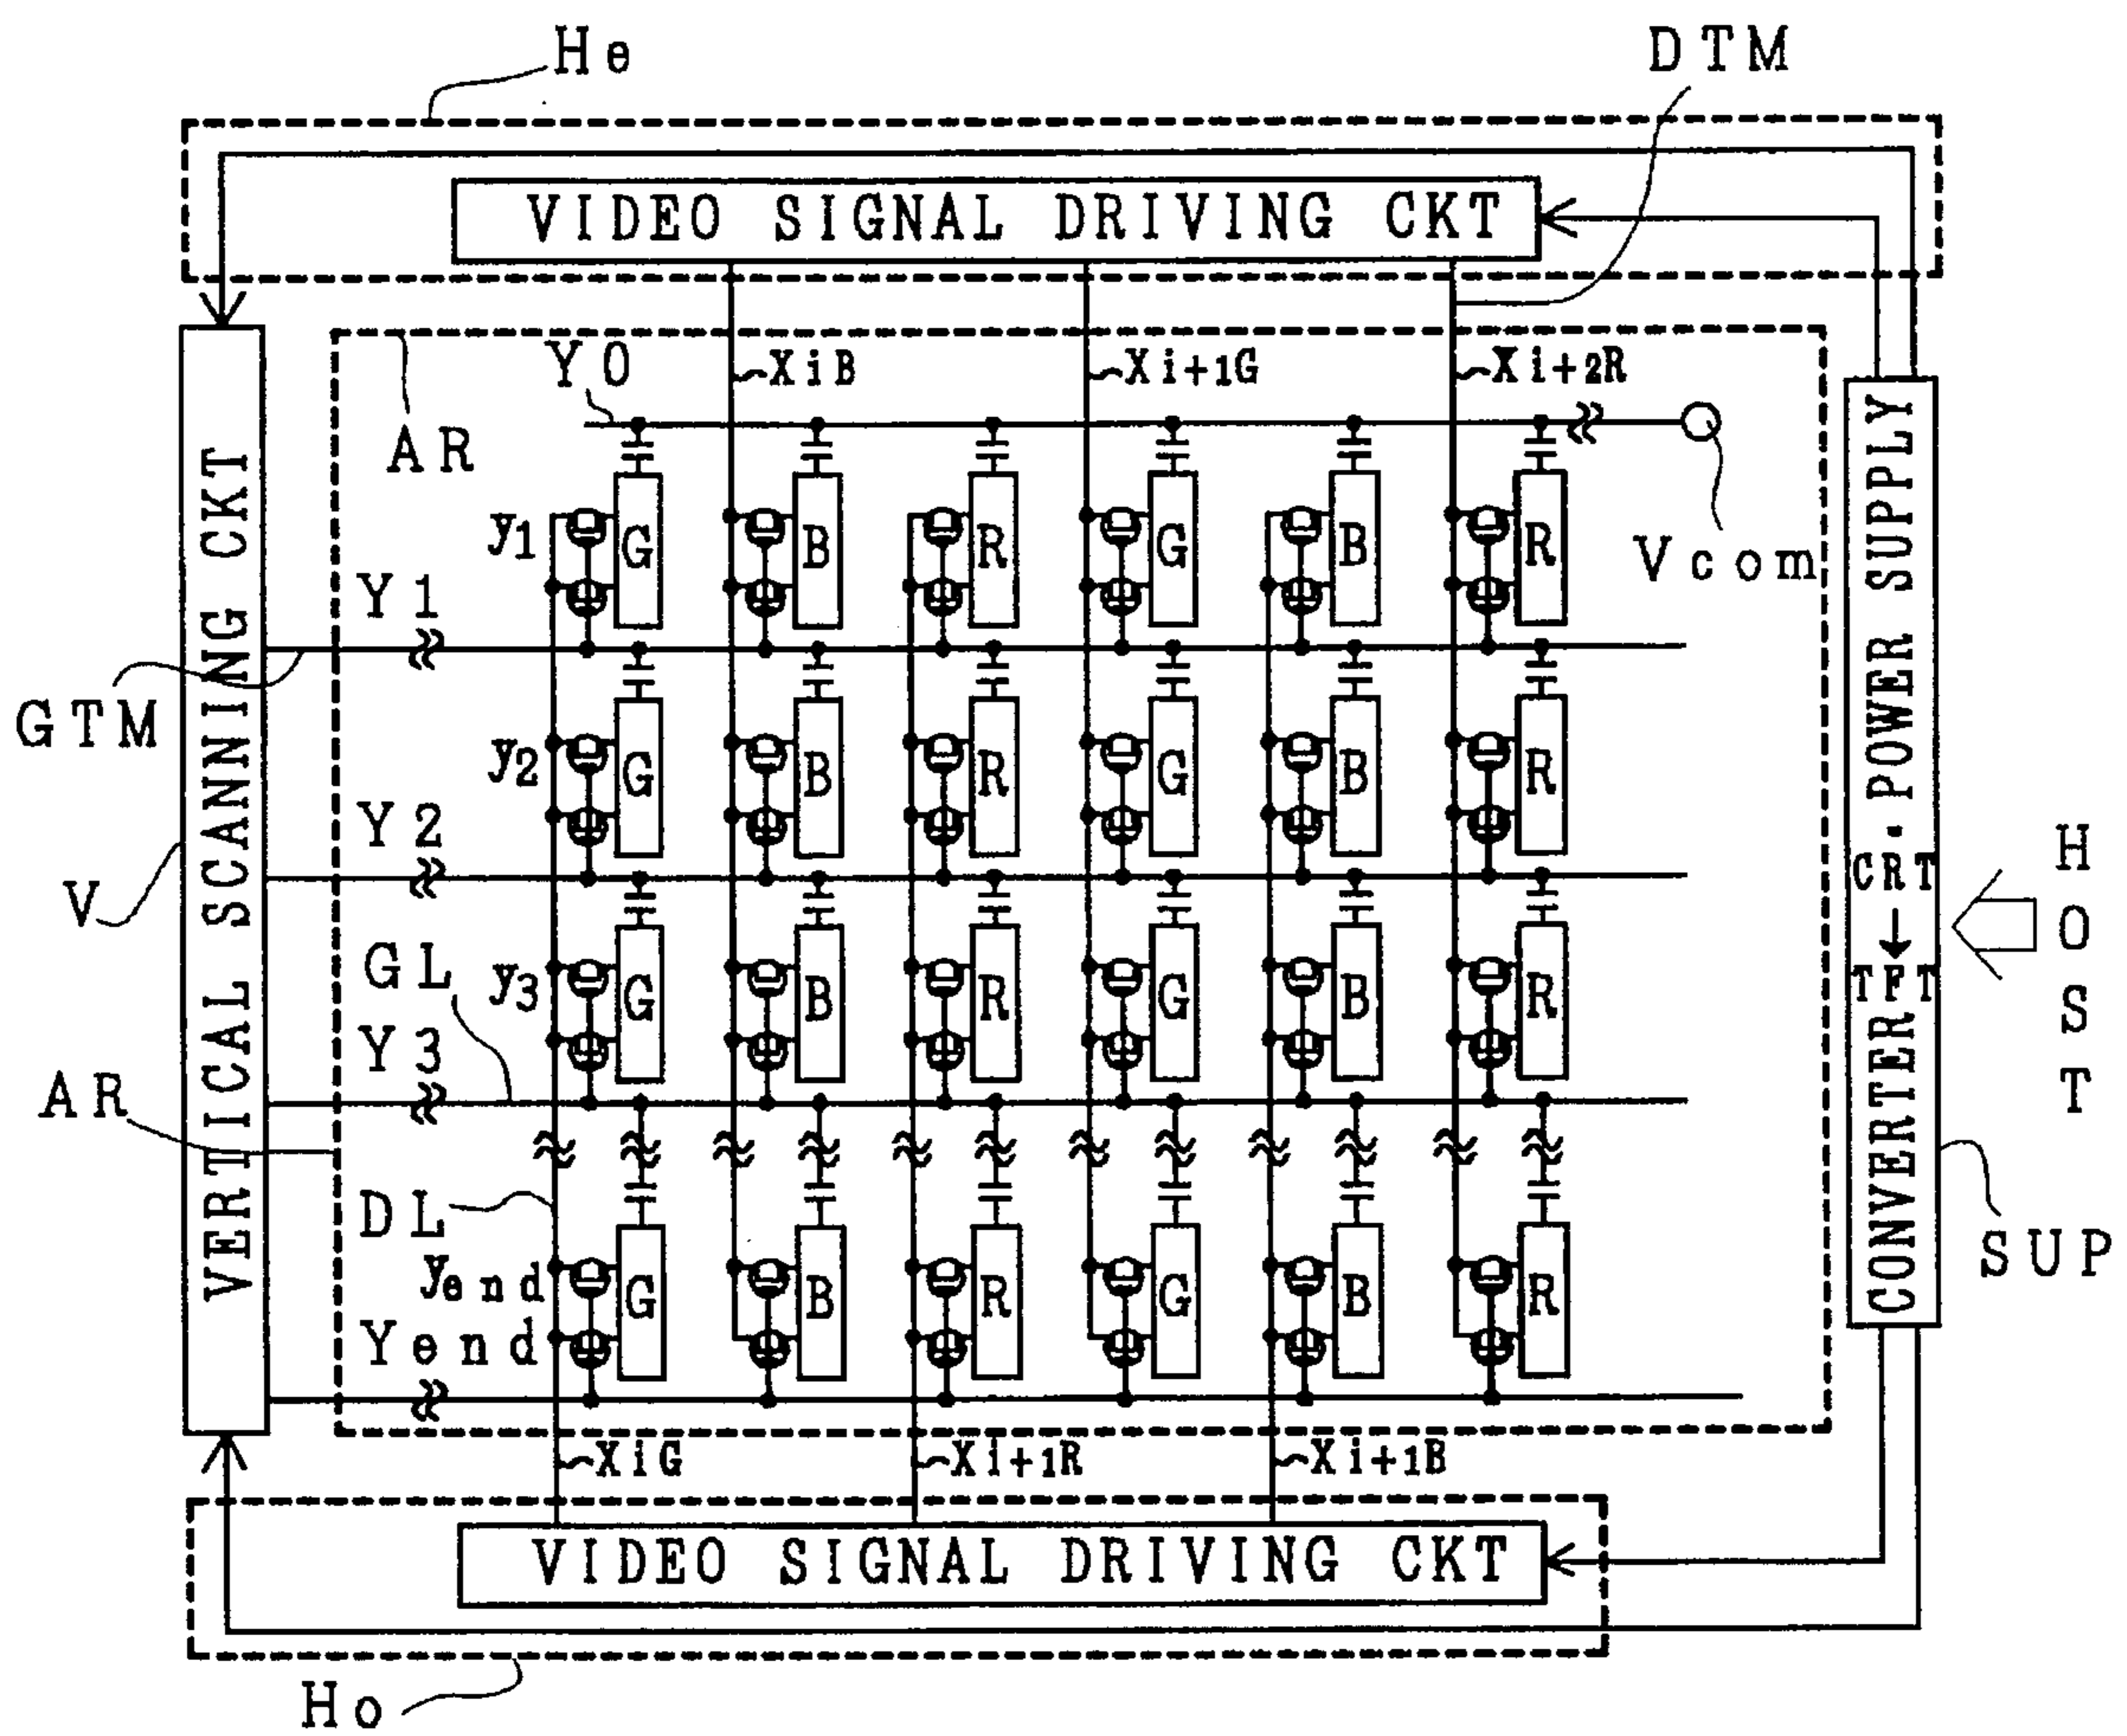 He
DTM
VIDEO SIGNAL DRIVING CKT
XiB
Xi+1G
Xi+2R
Y0
AR
Vcom
y1
G B R G B R
Y1
GTM
y2
G B R G B R
Y2
V
VERTICAL SCANNING CKT
y3
G B R G B R
GL
Y3
AR
DL
yend
G B R G B R
Yend
CONVERTER TFT CRT · POWER SUPPLY
HOST
SUP
XiG
Xi+1R
Xi+1B
VIDEO SIGNAL DRIVING CKT
Ho